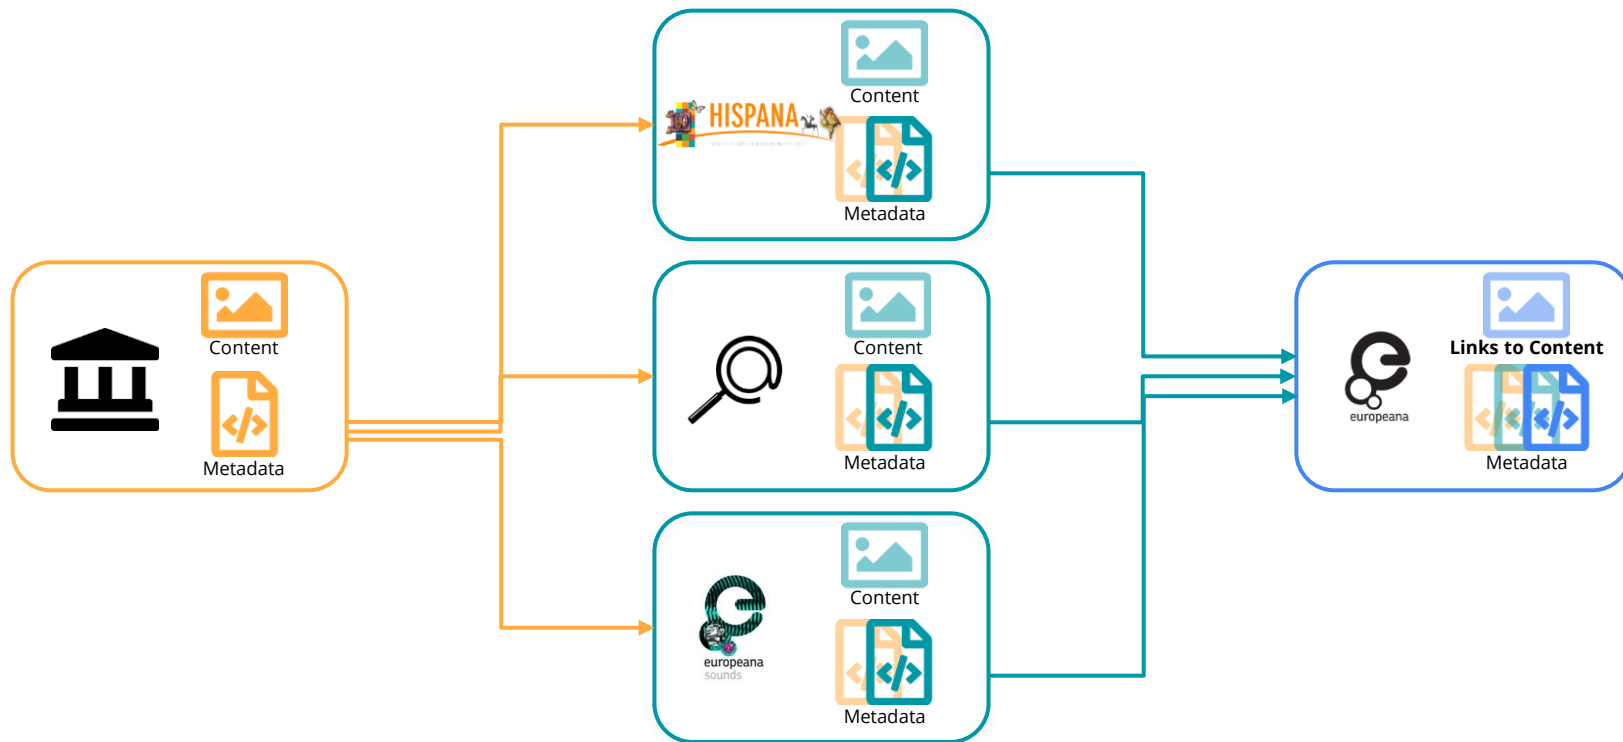 Content
HISPANA
Metadata
Content
Metadata
Content
Metadata
europeana
Links to Content
Metadata
Content
europeana
sounds
Metadata